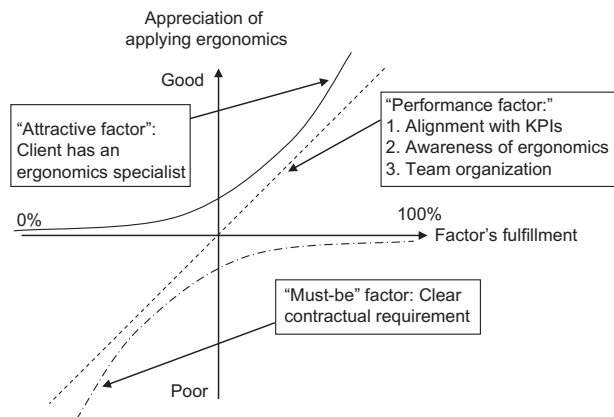 Appreciation of
applying ergonomics
Good
“Attractive factor”:
Client has an
ergonomics specialist
“Performance factor:”
1. Alignment with KPIs
2. Awareness of ergonomics
3. Team organization
0%
100%
Factor’s fulfillment
“Must-be” factor: Clear
contractual requirement
Poor